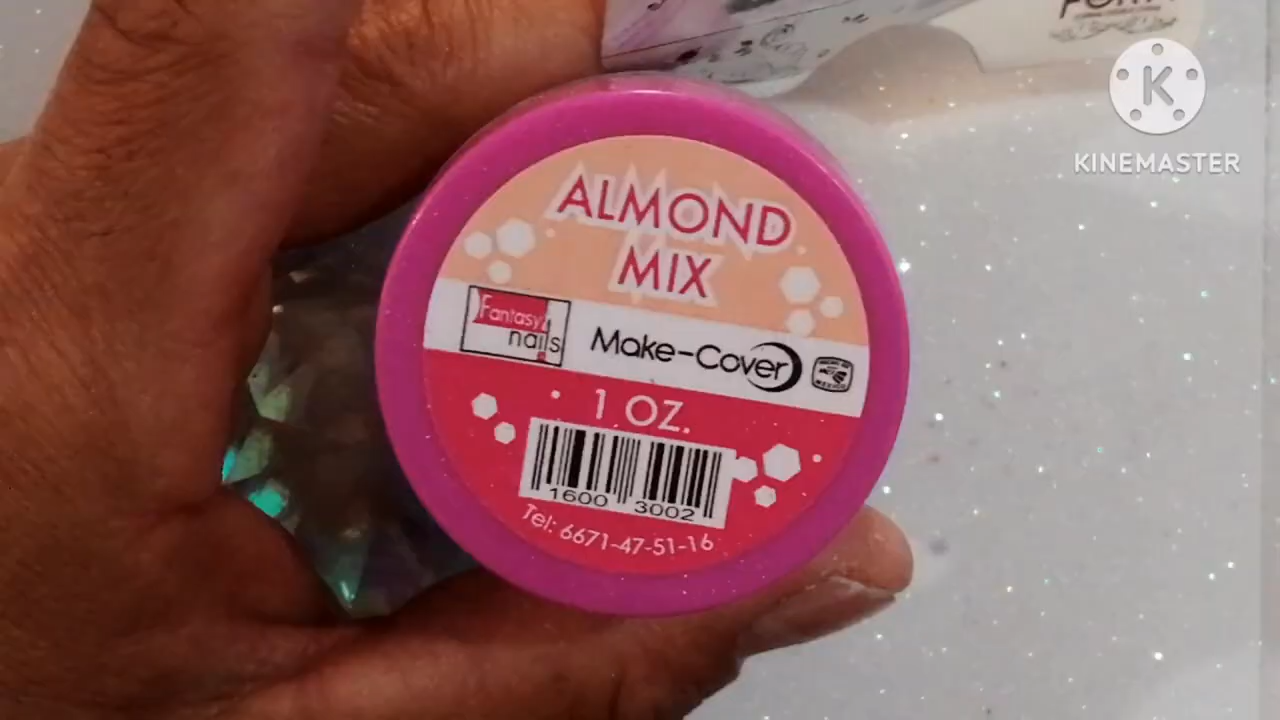 K
KINEMASTER
ALMOND
MIX
Fantasy
nails
Make-Cover
1 OZ.
1600 3002
Tel: 6671-47-51-16